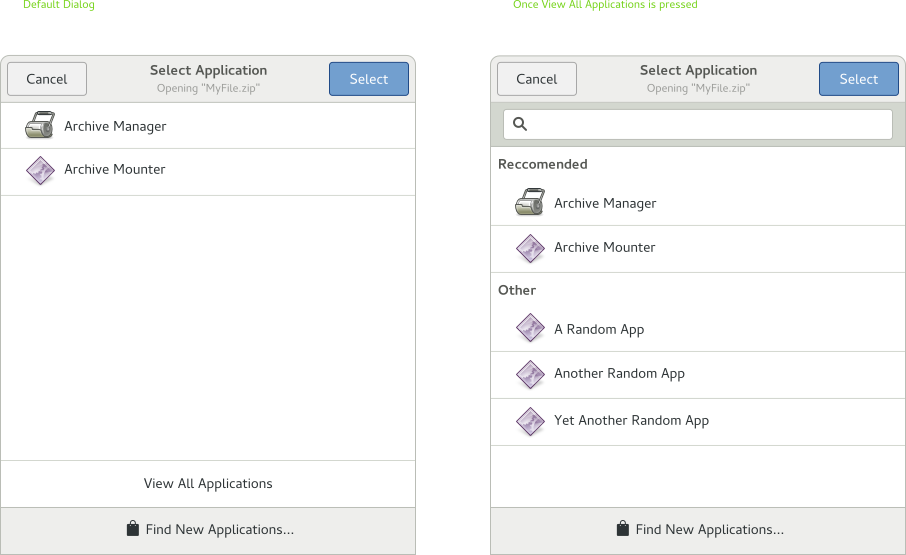 Default Dialog
Cancel
Select Application
Opening "MyFile.zip"
Select
Archive Manager
Archive Mounter
View All Applications
Find New Applications...
Once View All Applications is pressed
Cancel
Select Application
Opening "MyFile.zip"
Select
Reccomended
Archive Manager
Archive Mounter
Other
A Random App
Another Random App
Yet Another Random App
Find New Applications...